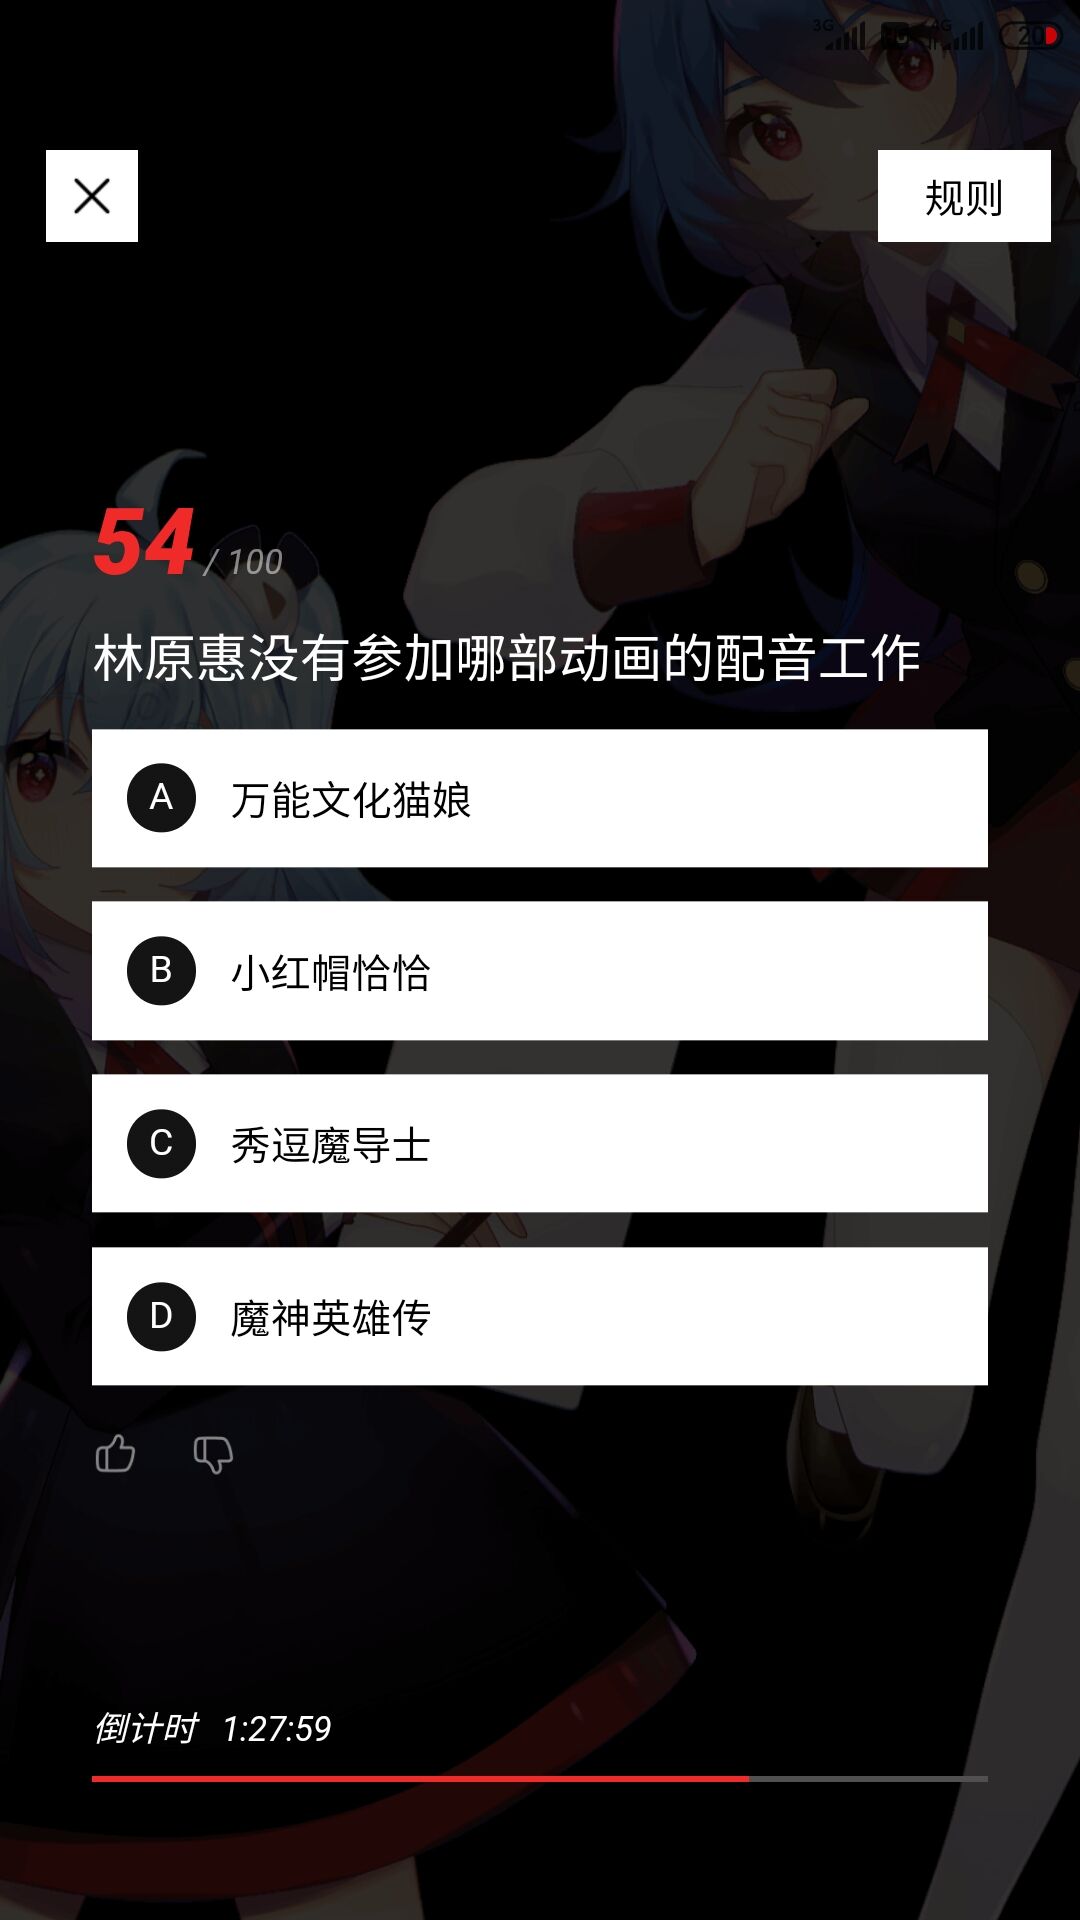 3G 4G 20
规则
54 / 100
林原惠没有参加哪部动画的配音工作
A 万能文化猫娘
B 小红帽恰恰
C 秀逗魔导士
D 魔神英雄传
倒计时 1:27:59